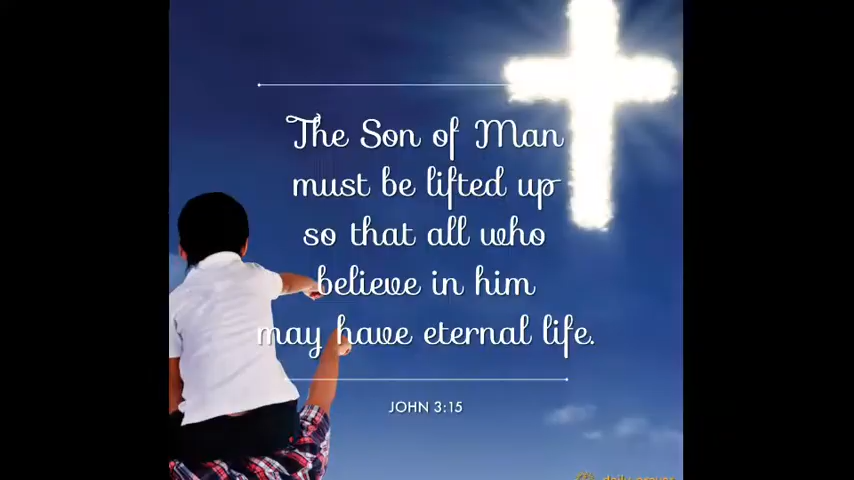 The Son of Man
must be lifted up
so that all who
believe in him
may have eternal life.
JOHN 3:15